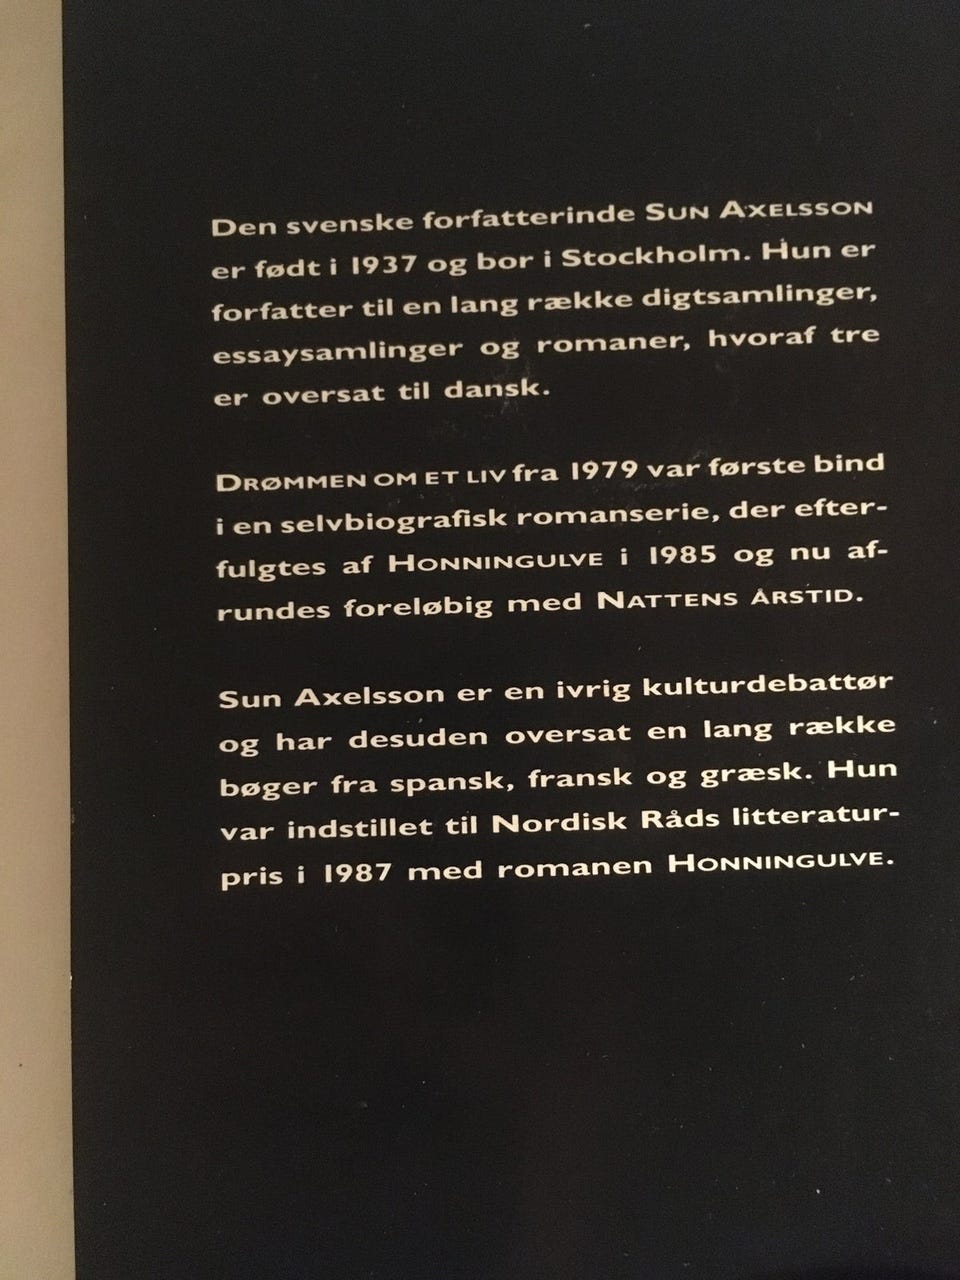 Den svenske forfatterinde SUN AXELSSON
er født i 1937 og bor i Stockholm. Hun er
forfatter til en lang række digtsamlinger,
essaysamlinger og romaner, hvoraf tre
er oversat til dansk.
DRØMMEN OM ET LIV fra 1979 var første bind
i en selvbiografisk romanserie, der efter-
fulgtes af HONNINGULVE i 1985 og nu af-
rundes foreløbig med NATTENS ÅRSTID.
Sun Axelsson er en ivrig kulturdebattør
og har desuden oversat en lang række
bøger fra spansk, fransk og græsk. Hun
var indstillet til Nordisk Råds litteratur-
pris i 1987 med romanen HONNINGULVE.